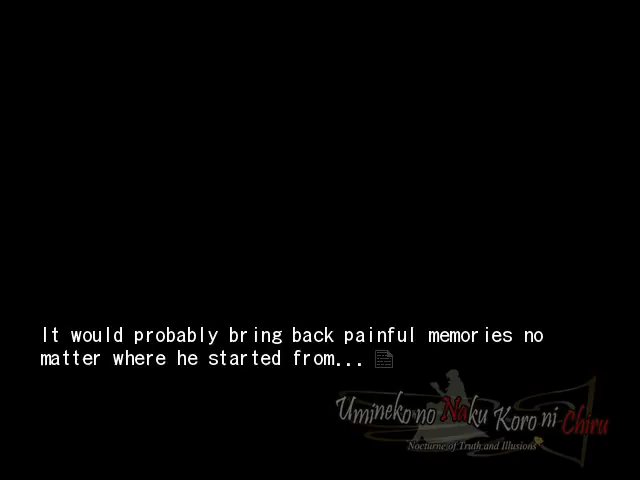 It would probably bring back painful memories no
matter where he started from...
Umineko no Naku Koro ni Chiru
Nocturne of Truth and Illusions